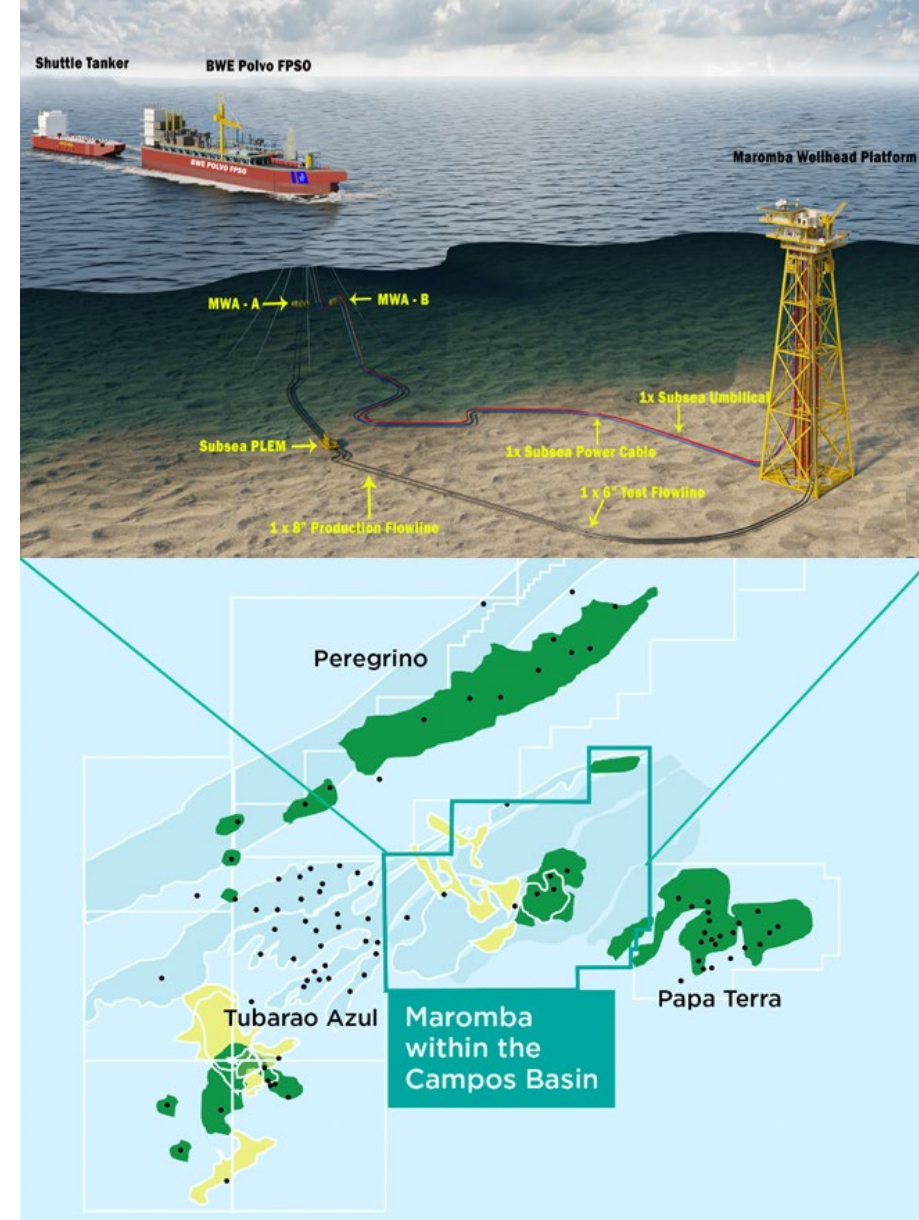 Shuttle Tanker
BWE Polvo FPSO
BWE POLVO FPSO
Maromba Wellhead Platform
MWA - A
MWA - B
1x Subsea Umbilical
Subsea PLEM
1x Subsea Power Cable
1 x 6" Test Flowline
1 x 8" Production Flowline
Peregrino
Tubarao Azul
Papa Terra
Maromba
within the
Campos Basin